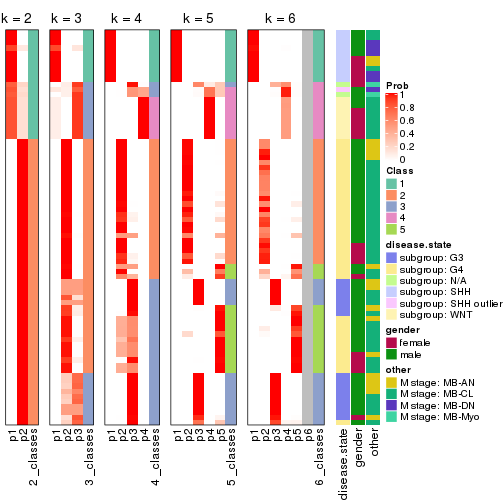 k = 2 k = 3 k = 4 k = 5 k = 6
Prob
1
0.8
0.6
0.4
0.2
0
Class
1
2
3
4
5
disease.state
subgroup: G3
subgroup: G4
subgroup: N/A
subgroup: SHH
subgroup: SHH outlier
subgroup: WNT
gender
female
male
other
M stage: MB-AN
M stage: MB-CL
M stage: MB-DN
M stage: MB-Myo
p1 p2 2_classes p1 p2 p3 3_classes p1 p2 p3 p4 4_classes p1 p2 p3 p4 p5 5_classes p1 p2 p3 p4 p5 p6 6_classes disease.state gender other